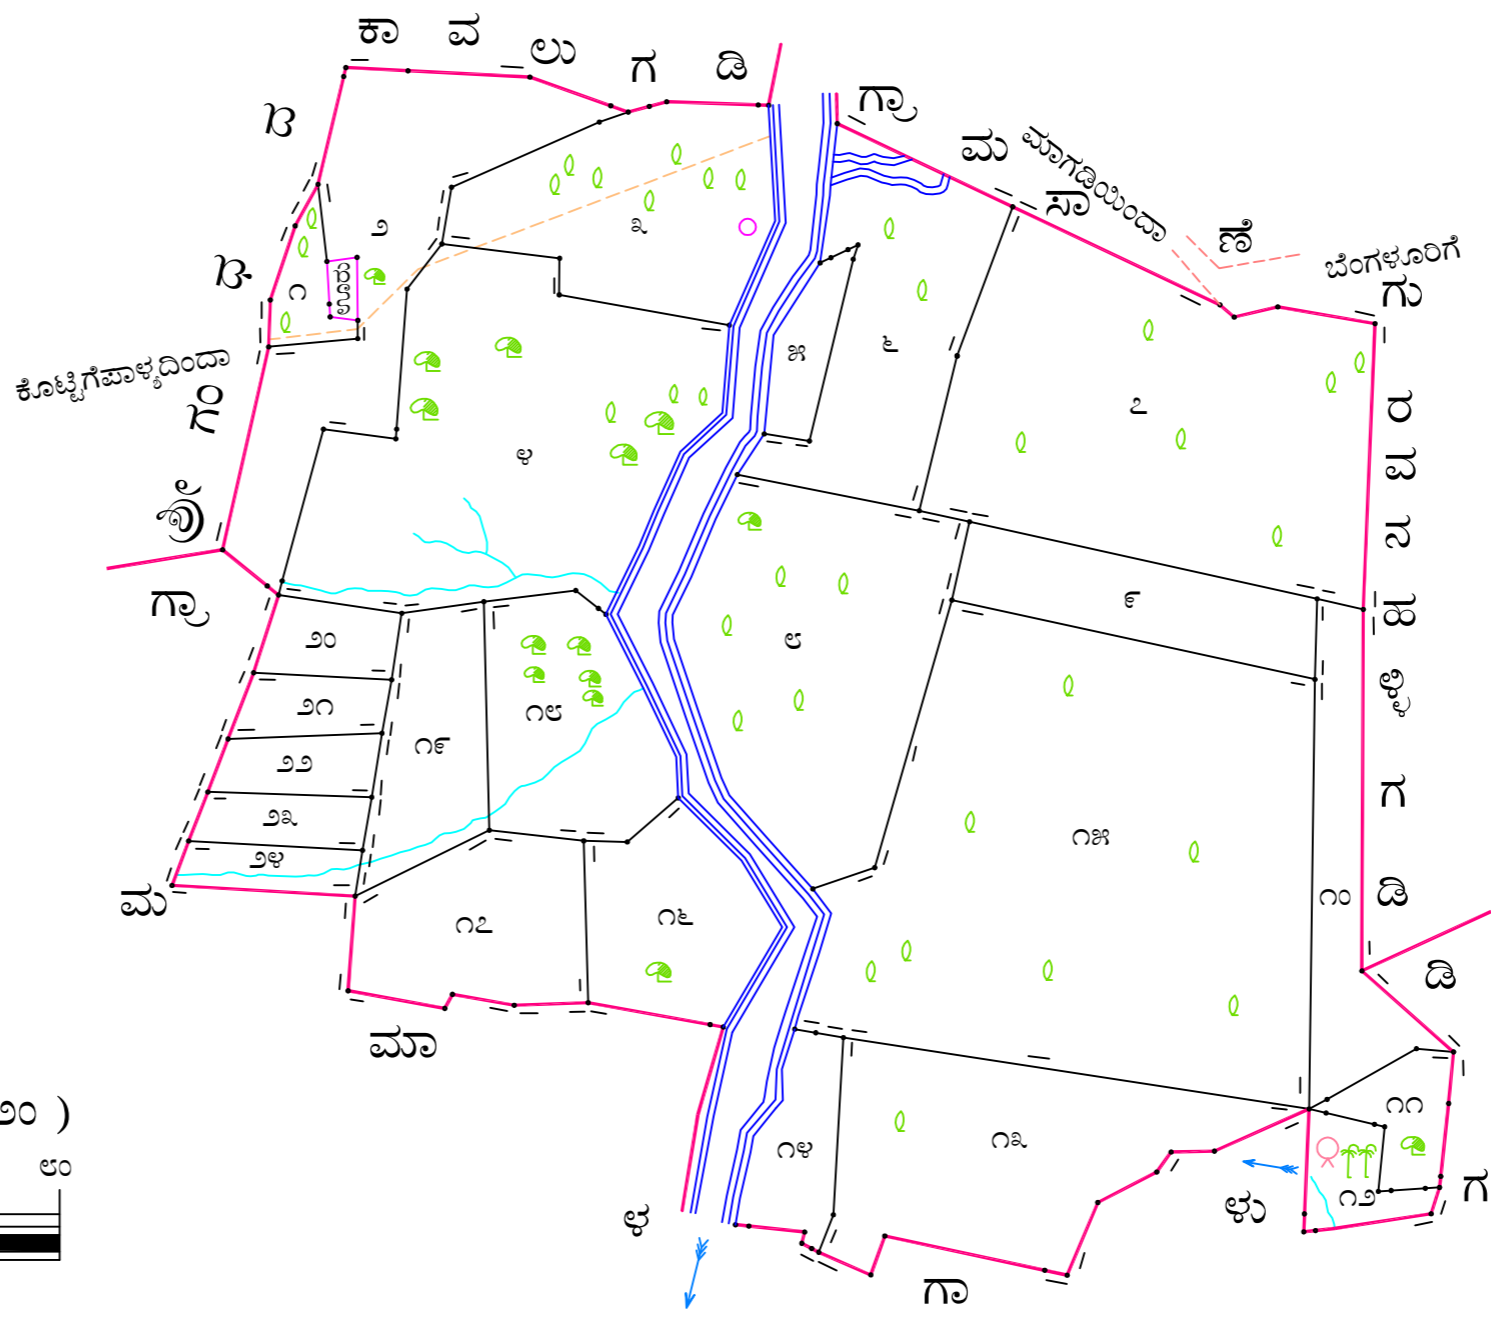 ಕಾ ವ ಲು ಗ ಡಿ
ಗ್ರಾ ಮ ಸಾ ಣೆ ಗು
ಮಾಗಡಿಯಿಂದಾ
ಬೆಂಗಳೂರಿಗೆ
ರ ವ ನ ಹ ಳ್ಳಿ ಗ ಡಿ
ಕೊಟ್ಟಿಗೆಪಾಳ್ಯದಿಂದಾ
ಗ್ರಾ
ಮ
ಮಾ
ಳ
ಗಾ
ಳು
ಡಿ
ಗ
೧
೨
೩
೪
೫
೬
೭
೮
೯
೧೦
೧೧
೧೨
೧೩
೧೪
೧೫
೧೬
೧೭
೧೮
೧೯
೨೦
೨೧
೨೨
೨೩
೨೪
೨೦ )
೮೦